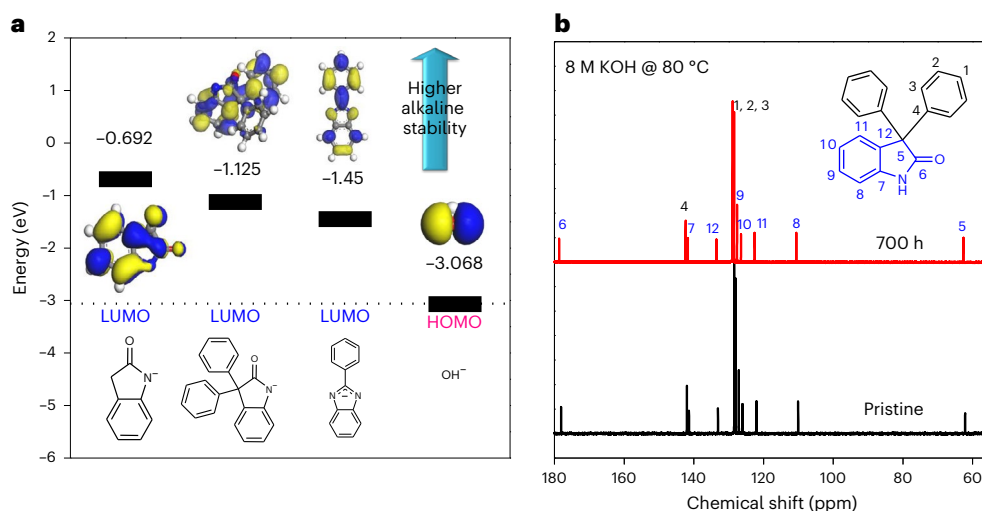 a
2
1
0
−1
−2
−3
−4
−5
−6
Energy (eV)
−0.692
−1.125
−1.45
−3.068
Higher
alkaline
stability
LUMO
LUMO
LUMO
HOMO
O
N−
O
N−
N
−
N
OH−
b
8 M KOH @ 80 °C
2
1
3
4
11
12
10
5
O
6
9
7
N
H
8
1, 2, 3
6
4
7
12
9
10
11
8
5
700 h
Pristine
180
160
140
120
100
80
60
Chemical shift (ppm)